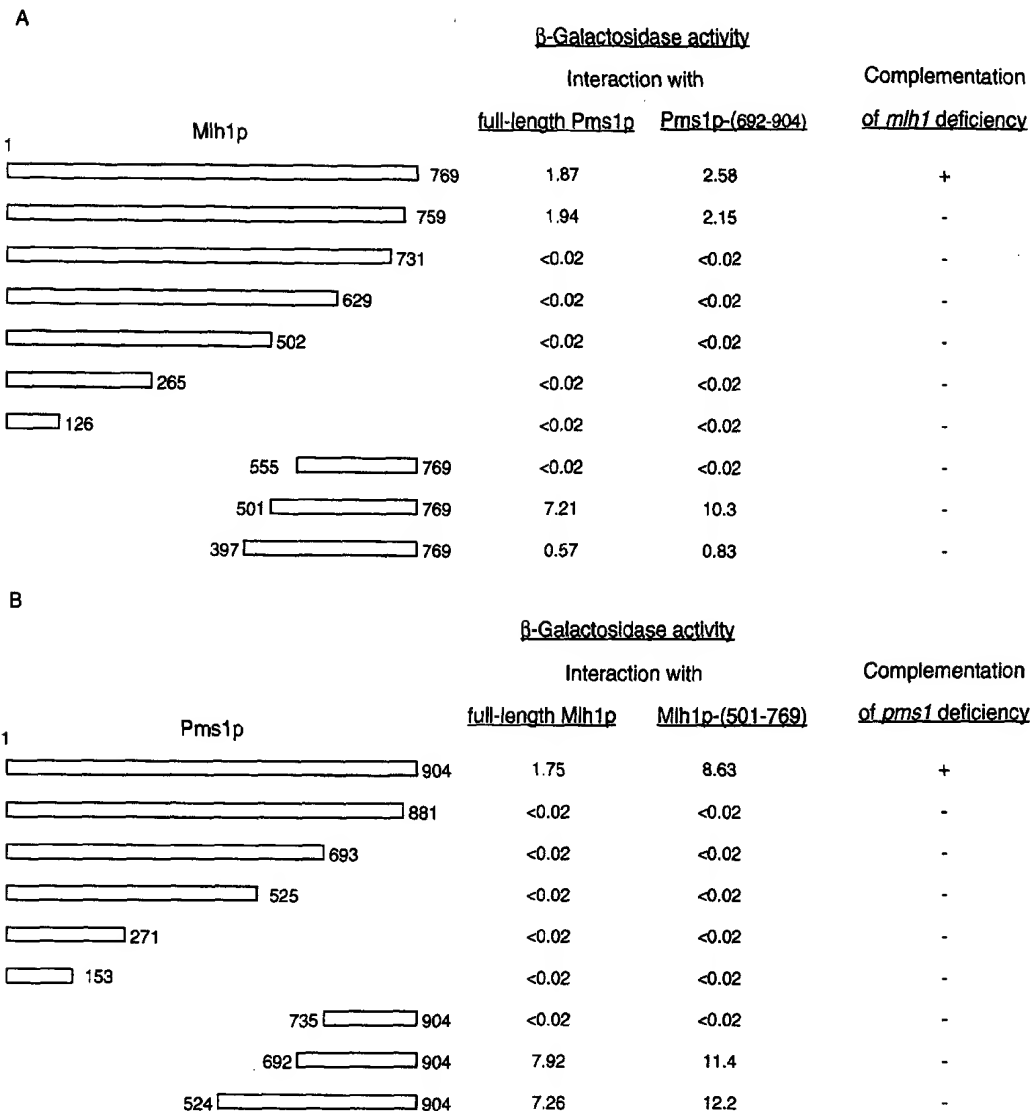 A
β-Galactosidase activity
Interaction with
Complementation
Mlh1p
full-length Pms1p
Pms1p-(692-904)
of mlh1 deficiency
1
769 1.87 2.58 +
759 1.94 2.15 -
731 <0.02 <0.02 -
629 <0.02 <0.02 -
502 <0.02 <0.02 -
265 <0.02 <0.02 -
126 <0.02 <0.02 -
555 769 <0.02 <0.02 -
501 769 7.21 10.3 -
397 769 0.57 0.83 -
B
β-Galactosidase activity
Interaction with
Complementation
Pms1p
full-length Mlh1p
Mlh1p-(501-769)
of pms1 deficiency
1
904 1.75 8.63 +
881 <0.02 <0.02 -
693 <0.02 <0.02 -
525 <0.02 <0.02 -
271 <0.02 <0.02 -
153 <0.02 <0.02 -
735 904 <0.02 <0.02 -
692 904 7.92 11.4 -
524 904 7.26 12.2 -